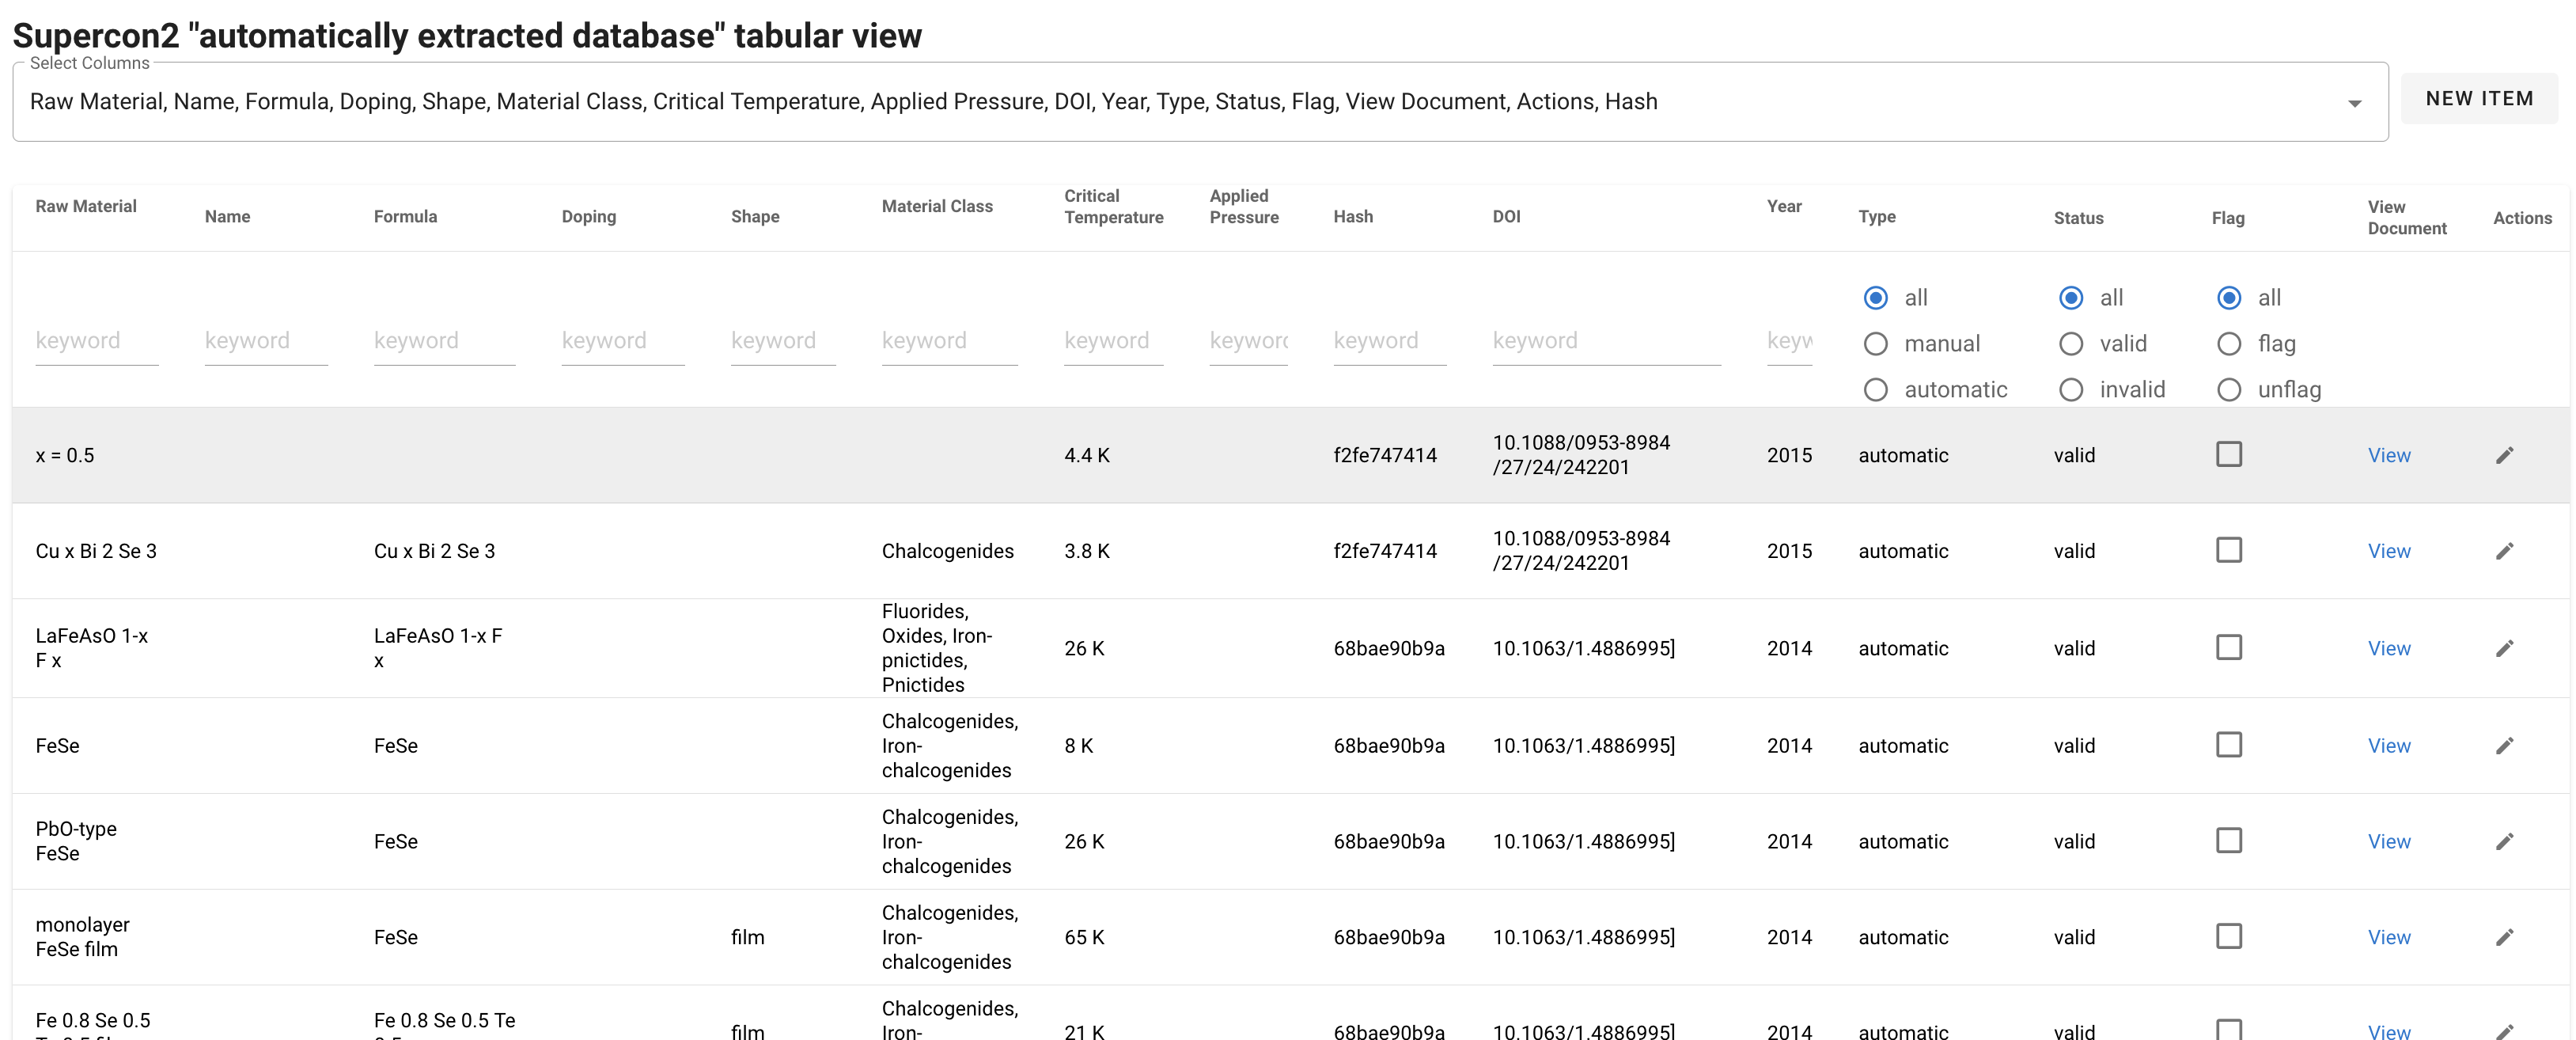 Supercon2 "automatically extracted database" tabular view
Select Columns
Raw Material, Name, Formula, Doping, Shape, Material Class, Critical Temperature, Applied Pressure, DOI, Year, Type, Status, Flag, View Document, Actions, Hash
NEW ITEM
Raw Material
Name
Formula
Doping
Shape
Material Class
Critical
Temperature
Applied
Pressure
Hash
DOI
Year
Type
Status
Flag
View
Document
Actions
keyword
keyword
keyword
keyword
keyword
keyword
keyword
keyword
keyword
keyword
keyw
all
manual
automatic
all
valid
invalid
all
flag
unflag
x = 0.5
4.4 K
f2fe747414
10.1088/0953-8984
/27/24/242201
2015
automatic
valid
View
Cu x Bi 2 Se 3
Cu x Bi 2 Se 3
Chalcogenides
3.8 K
f2fe747414
10.1088/0953-8984
/27/24/242201
2015
automatic
valid
View
LaFeAsO 1-x
F x
LaFeAsO 1-x F
x
Fluorides,
Oxides, Iron-
pnictides,
Pnictides
26 K
68bae90b9a
10.1063/1.4886995]
2014
automatic
valid
View
FeSe
FeSe
Chalcogenides,
Iron-
chalcogenides
8 K
68bae90b9a
10.1063/1.4886995]
2014
automatic
valid
View
PbO-type
FeSe
FeSe
Chalcogenides,
Iron-
chalcogenides
26 K
68bae90b9a
10.1063/1.4886995]
2014
automatic
valid
View
monolayer
FeSe film
FeSe
film
Chalcogenides,
Iron-
chalcogenides
65 K
68bae90b9a
10.1063/1.4886995]
2014
automatic
valid
View
Fe 0.8 Se 0.5
Fe 0.8 Se 0.5 Te
film
Chalcogenides,
Iron-
21 K
68bae90b9a
10.1063/1.4886995]
2014
automatic
valid
View